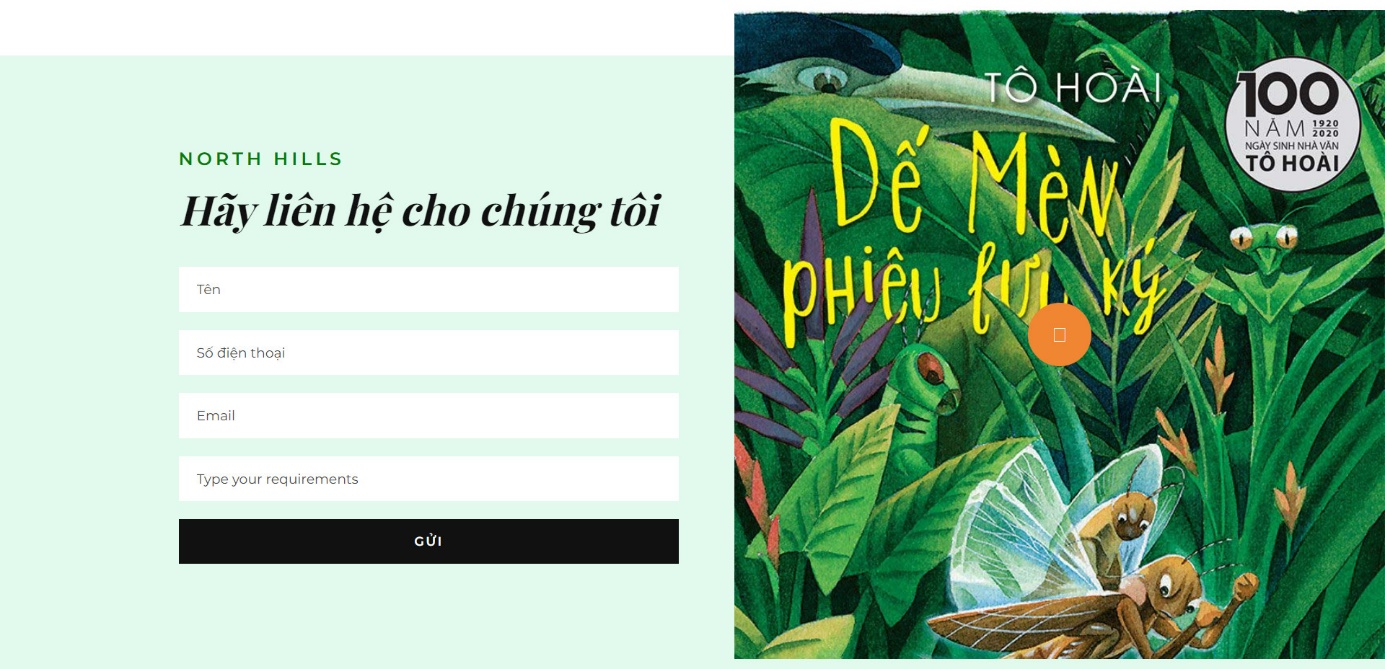 NORTH HILLS
Hãy liên hệ cho chúng tôi
Tên
Số điện thoại
Email
Type your requirements
GỬI
TÔ HOÀI
Dế Mèn
phiêu lưu ký
100
NĂM 1920
2020
NGÀY SINH NHÀ VĂN
TÔ HOÀI